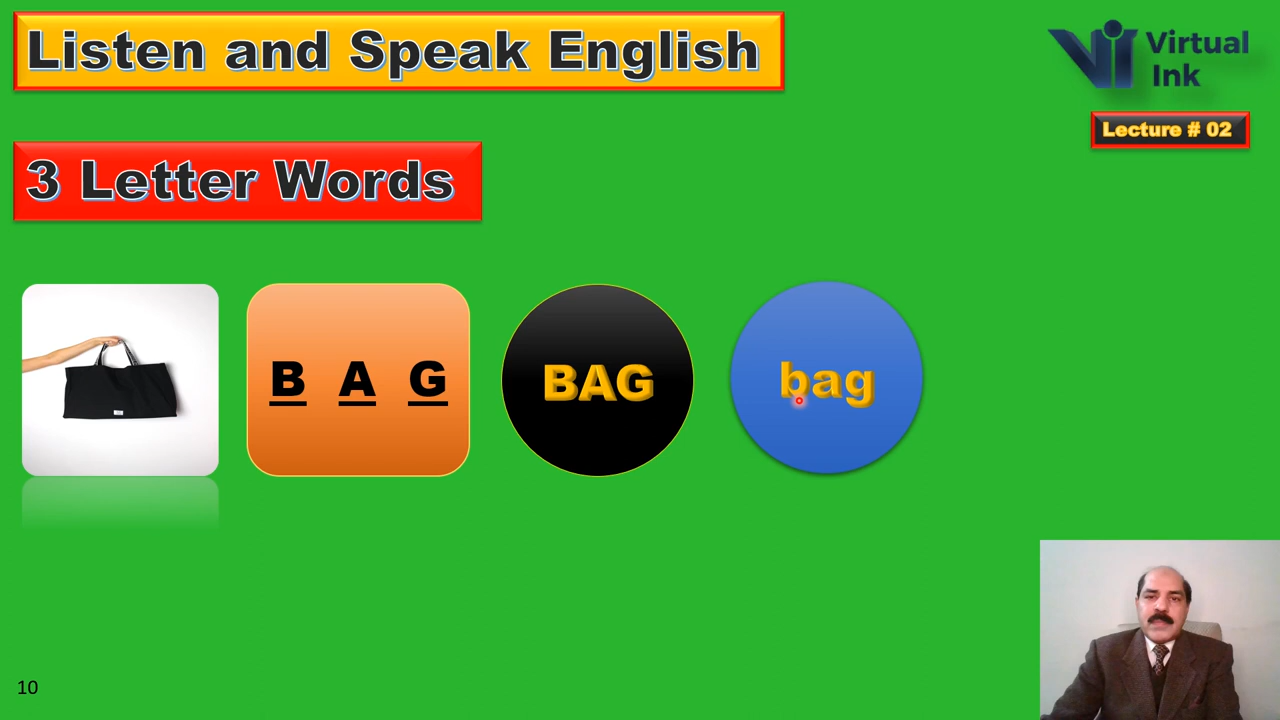 Listen and Speak English
Virtual
Ink
Lecture # 02
3 Letter Words
B A G
BAG
bag
10